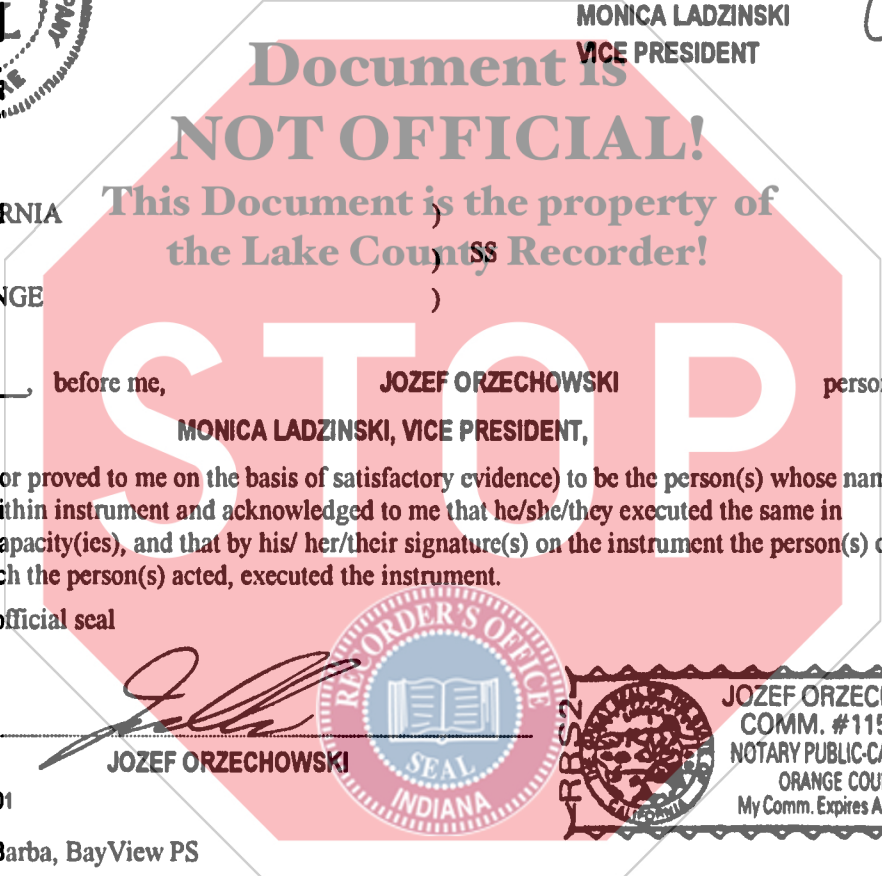 MONICA LADZINSKI
VICE PRESIDENT
Document is
NOT OFFICIAL!
This Document is the property of
the Lake County Recorder!
RNIA )
) SS
NGE )
STOP
, before me, JOZEF ORZECHOWSKI perso
MONICA LADZINSKI, VICE PRESIDENT,
or proved to me on the basis of satisfactory evidence) to be the person(s) whose nam
ithin instrument and acknowledged to me that he/she/they executed the same in
apacity(ies), and that by his/ her/their signature(s) on the instrument the person(s) o
ch the person(s) acted, executed the instrument.
official seal
RECORDER'S OFFICE
SEAL
INDIANA
JOZEF ORZECHOWSKI
RBS2
CALIFORNIA
JOZEF ORZECH
COMM. #115
NOTARY PUBLIC-CA
ORANGE COU
My Comm. Expires A
01
Barba, BayView PS